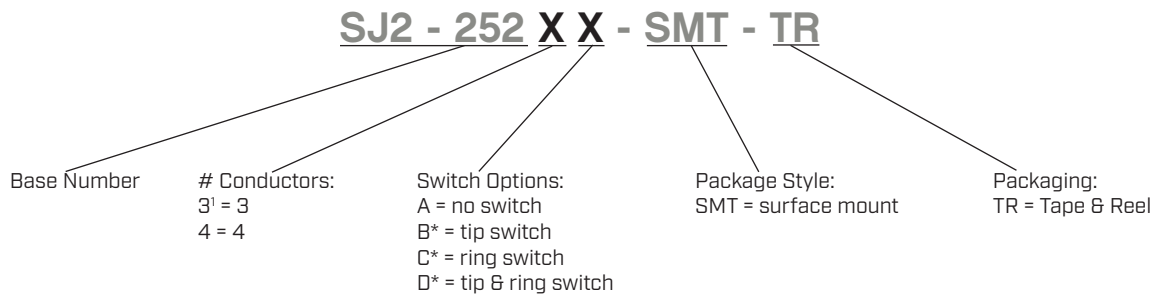 SJ2 - 252 X X - SMT - TR
Base Number
# Conductors:
3¹ = 3
4 = 4
Switch Options:
A = no switch
B* = tip switch
C* = ring switch
D* = tip & ring switch
Package Style:
SMT = surface mount
Packaging:
TR = Tape & Reel